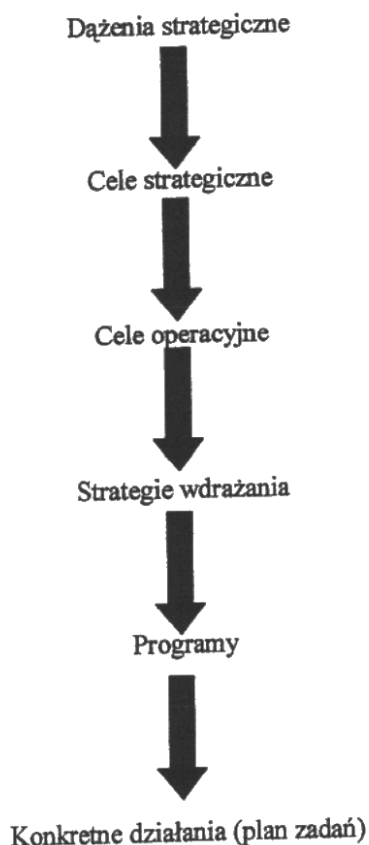 Dążenia strategiczne
Cele strategiczne
Cele operacyjne
Strategie wdrażania
Programy
Konkretne działania (plan zadań)